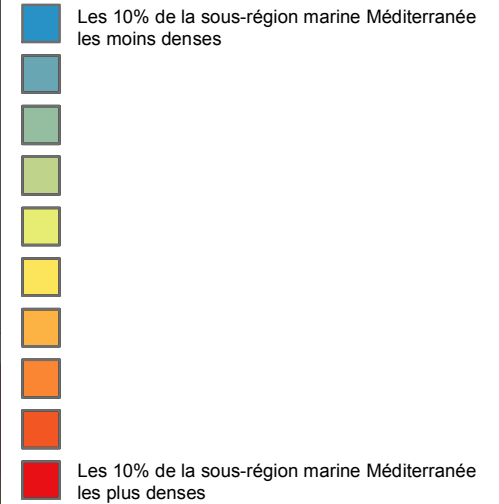 Les 10% de la sous-région marine Méditerranée
les moins denses
Les 10% de la sous-région marine Méditerranée
les plus denses